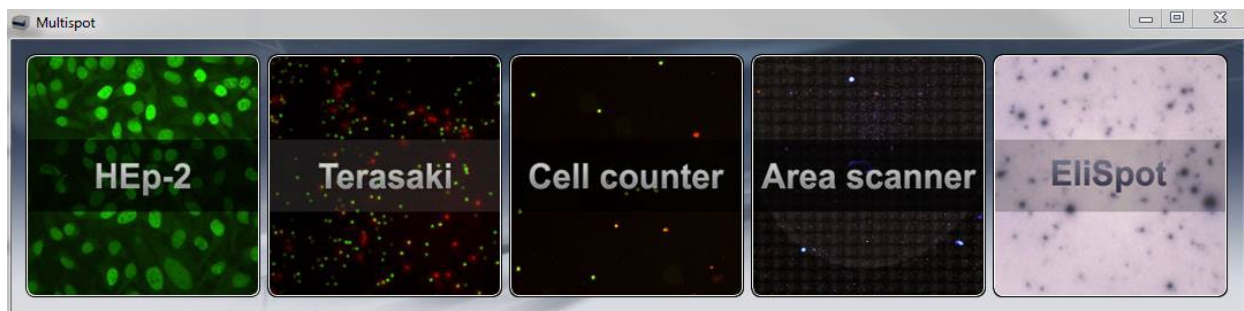 Multispot
HEp-2
Terasaki
Cell counter
Area scanner
EliSpot